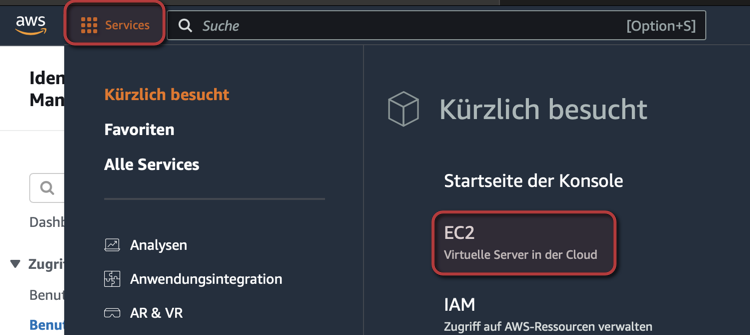 aws
Services
Suche
[Option+S]
Iden
Man
Dashb
Zugrif
Benut
Benut
Kürzlich besucht
Favoriten
Alle Services
Analysen
Anwendungsintegration
AR & VR
Kürzlich besucht
Startseite der Konsole
EC2
Virtuelle Server in der Cloud
IAM
Zugriff auf AWS-Ressourcen verwalten